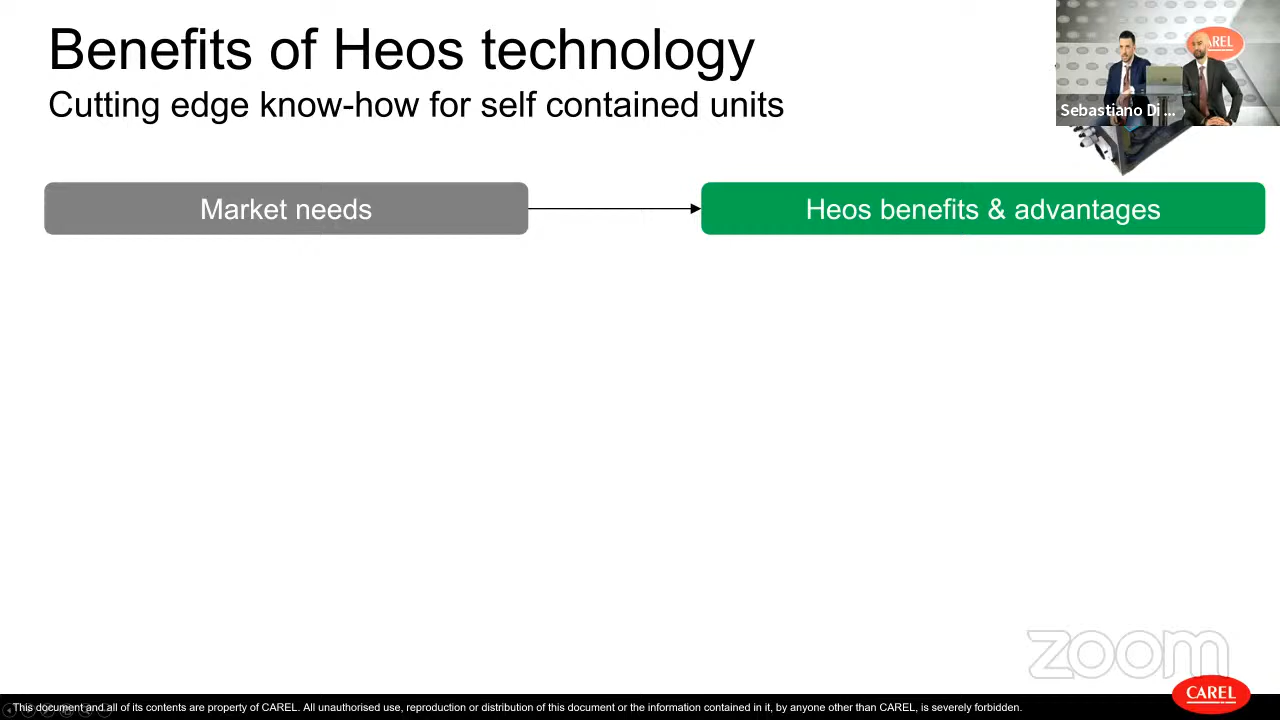 Benefits of Heos technology
Cutting edge know-how for self contained units
CAREL
Sebastiano Di ...
Market needs
Heos benefits & advantages
zoom
CAREL
This document and all of its contents are property of CAREL. All unauthorised use, reproduction or distribution of this document or the information contained in it, by anyone other than CAREL, is severely forbidden.